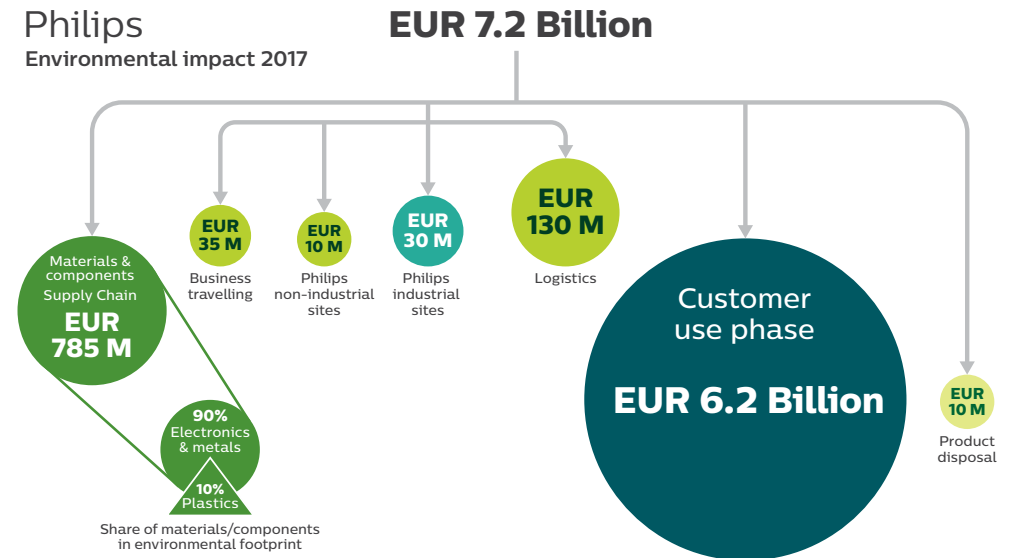 Philips
EUR 7.2 Billion
Environmental impact 2017
Materials &
components
Supply Chain
EUR
785 M
EUR
35 M
Business
travelling
EUR
10 M
Philips
non-industrial
sites
EUR
30 M
Philips
industrial
sites
EUR
130 M
Logistics
Customer
use phase
EUR 6.2 Billion
EUR
10 M
Product
disposal
90%
Electronics
& metals
10%
Plastics
Share of materials/components
in environmental footprint